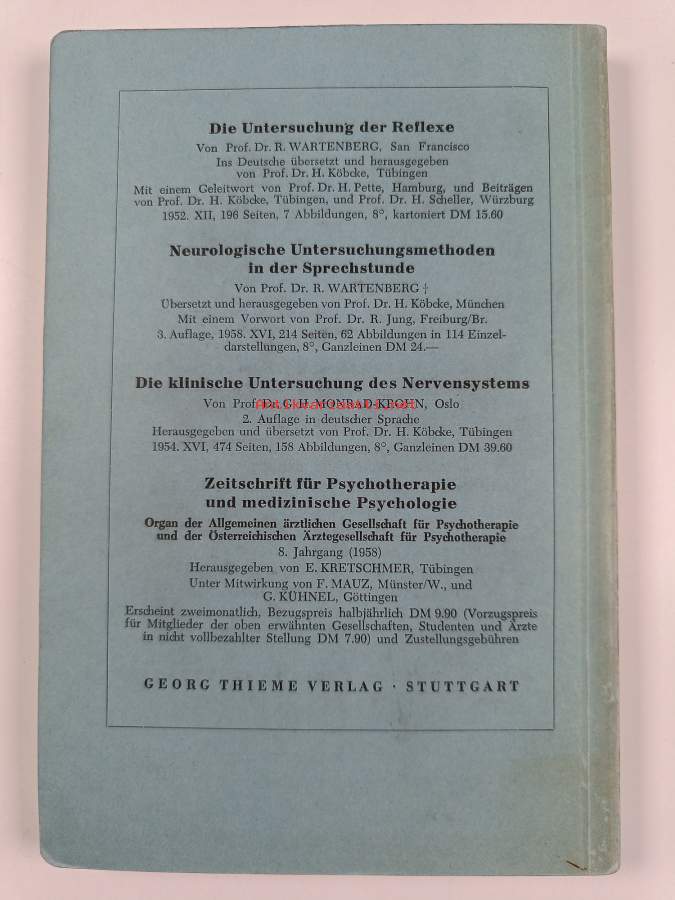 Die Untersuchung der Reflexe
Von Prof. Dr. R. WARTENBERG, San Francisco
Ins Deutsche übersetzt und herausgegeben
von Prof. Dr. H. Köbcke, Tübingen
Mit einem Geleitwort von Prof. Dr. H. Pette, Hamburg, und Beiträgen
von Prof. Dr. H. Köbcke, Tübingen, und Prof. Dr. H. Scheller, Würzburg
1952. XII, 196 Seiten, 7 Abbildungen, 8°, kartoniert DM 15.60
Neurologische Untersuchungsmethoden
in der Sprechstunde
Von Prof. Dr. R. WARTENBERG †
Übersetzt und herausgegeben von Prof. Dr. H. Köbcke, München
Mit einem Vorwort von Prof. Dr. R. Jung, Freiburg/Br.
3. Auflage, 1958. XVI, 214 Seiten, 62 Abbildungen in 114 Einzel-
darstellungen, 8°, Ganzleinen DM 24.—
Die klinische Untersuchung des Nervensystems
Von Prof. Dr. G. H. MONRAD-KROHN, Oslo
2. Auflage in deutscher Sprache
Herausgegeben und übersetzt von Prof. Dr. H. Köbcke, Tübingen
1954. XVI, 474 Seiten, 158 Abbildungen, 8°, Ganzleinen DM 39.60
Zeitschrift für Psychotherapie
und medizinische Psychologie
Organ der Allgemeinen ärztlichen Gesellschaft für Psychotherapie
und der Österreichischen Ärztegesellschaft für Psychotherapie
8. Jahrgang (1958)
Herausgegeben von E. KRETSCHMER, Tübingen
Unter Mitwirkung von F. MAUZ, Münster/W., und
G. KÜHNEL, Göttingen
Erscheint zweimonatlich, Bezugspreis halbjährlich DM 9.90 (Vorzugspreis
für Mitglieder der oben erwähnten Gesellschaften, Studenten und Ärzte
in nicht vollbezahlter Stellung DM 7.90) und Zustellungsgebühren
GEORG THIEME VERLAG · STUTTGART